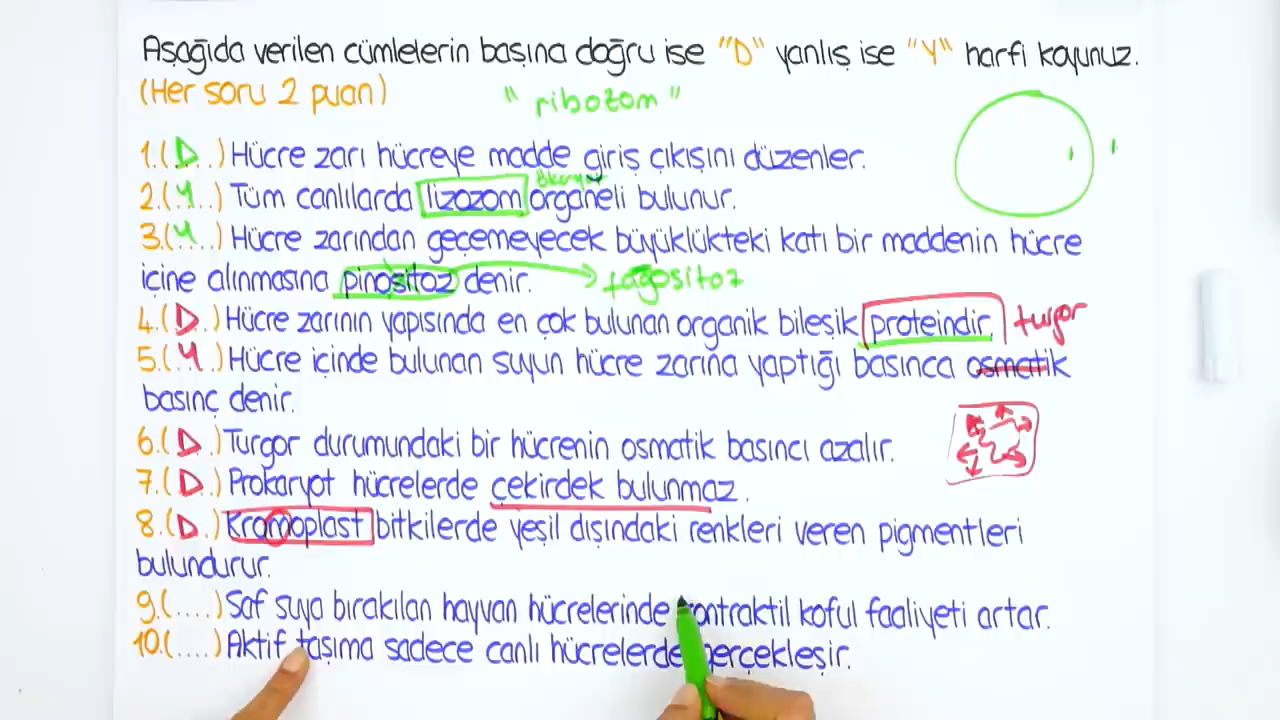 Aşağıda verilen cümlelerin başına doğru ise "D" yanlış ise "Y" harfi koyunuz.
(Her soru 2 puan)
"ribozom"
1.(D..) Hücre zarı hücreye madde giriş çıkışını düzenler.
ökaryot
2.(Y..) Tüm canlılarda lizozom organeli bulunur.
3.(Y..) Hücre zarından geçemeyecek büyüklükteki katı bir maddenin hücre
içine alınmasına pinositoz denir. fagositoz
4.(D.) Hücre zarının yapısında en çok bulunan organik bileşik proteindir. turgor
5.(Y..) Hücre içinde bulunan suyun hücre zarına yaptığı basınca osmatik
basınç denir.
6.(D.) Turgor durumundaki bir hücrenin osmatik basıncı azalır.
7.(D.) Prokaryot hücrelerde çekirdek bulunmaz.
8.(D.) Kromoplast bitkilerde yeşil dışındaki renkleri veren pigmentleri
bulundurur.
9.(....) Saf suya bırakılan hayvan hücrelerinde kontraktil koful faaliyeti artar.
10.(....) Aktif taşıma sadece canlı hücrelerde gerçekleşir.